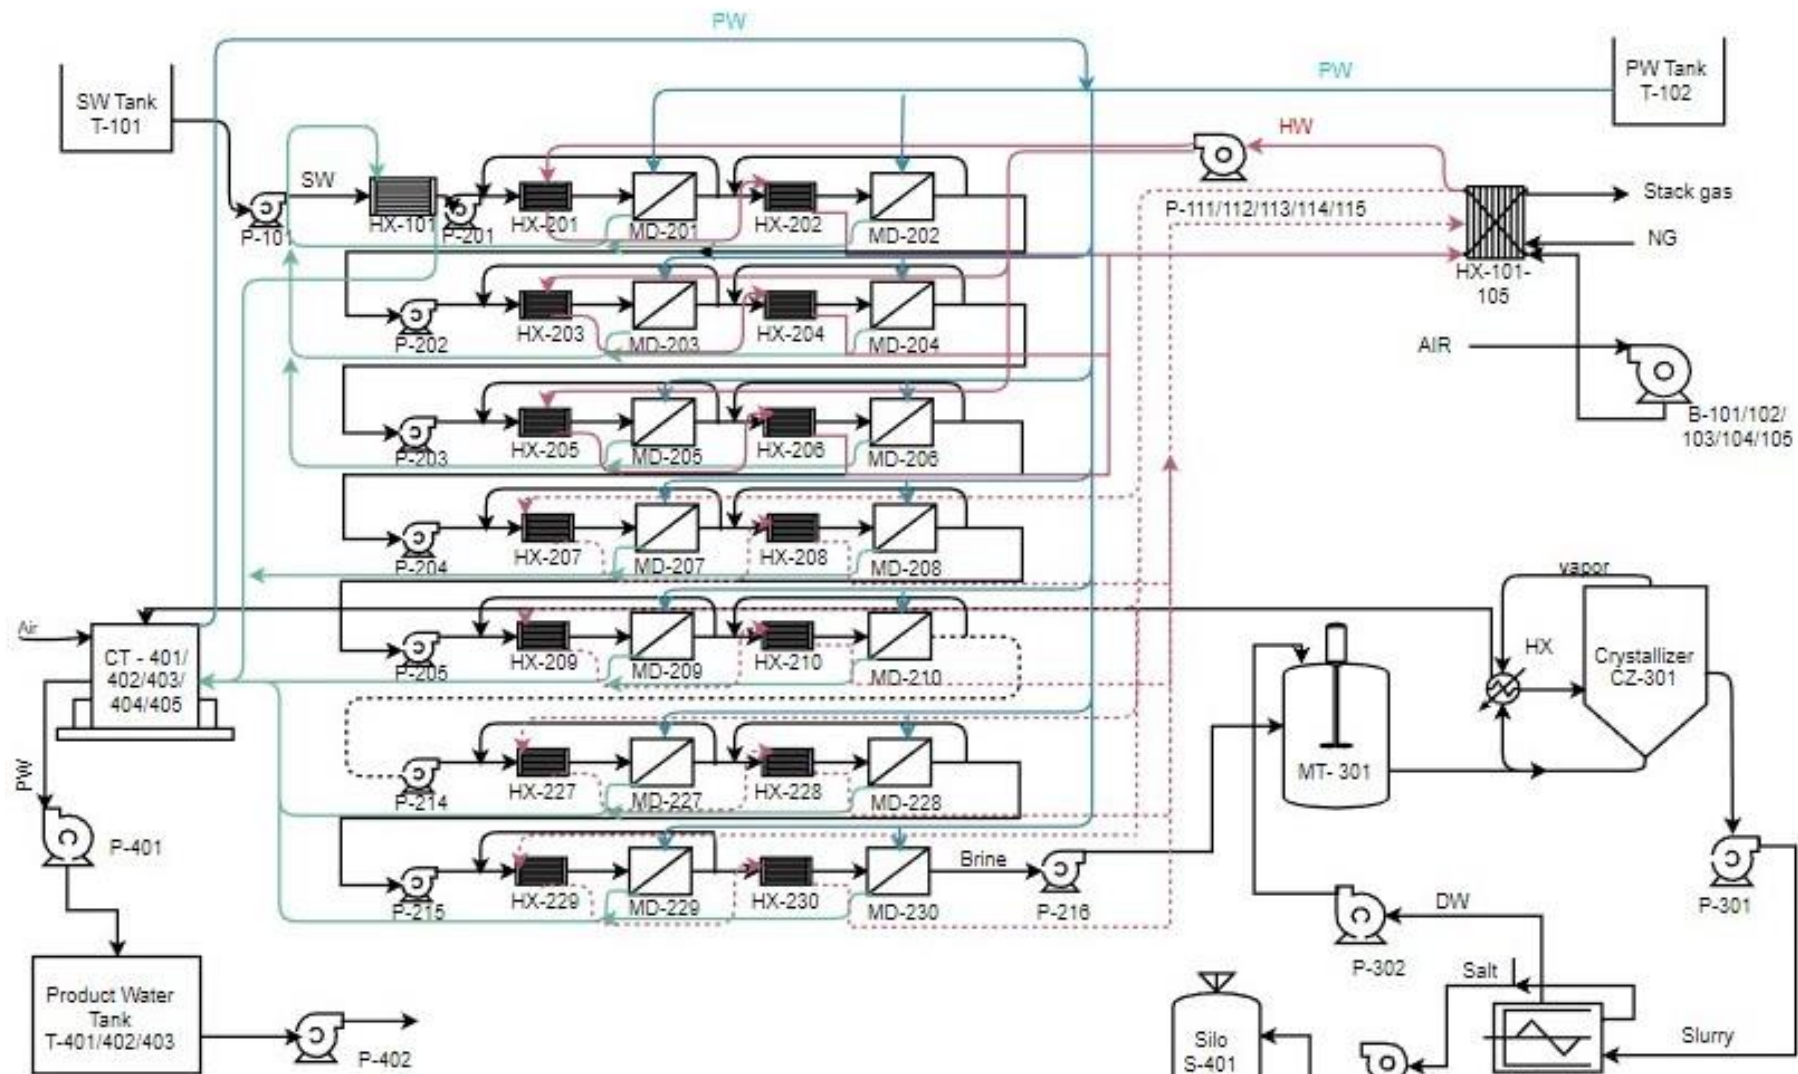 PW
SW Tank
T-101
PW
PW Tank
T-102
HW
SW
P-101
HX-101
P-201
HX-201
MD-201
HX-202
MD-202
P-111/112/113/114/115
Stack gas
NG
HX-101-
105
P-202
HX-203
MD-203
HX-204
MD-204
AIR
B-101/102/
103/104/105
P-203
HX-205
MD-205
HX-206
MD-206
P-204
HX-207
MD-207
HX-208
MD-208
vapor
Air
CT - 401/
402/403/
404/405
P-205
HX-209
MD-209
HX-210
MD-210
HX
Crystallizer
CZ-301
MT- 301
PW
P-214
HX-227
MD-227
HX-228
MD-228
P-401
P-215
HX-229
MD-229
HX-230
MD-230
Brine
P-216
P-301
DW
P-302
Salt
Product Water
Tank
T-401/402/403
P-402
Silo
S-401
Slurry